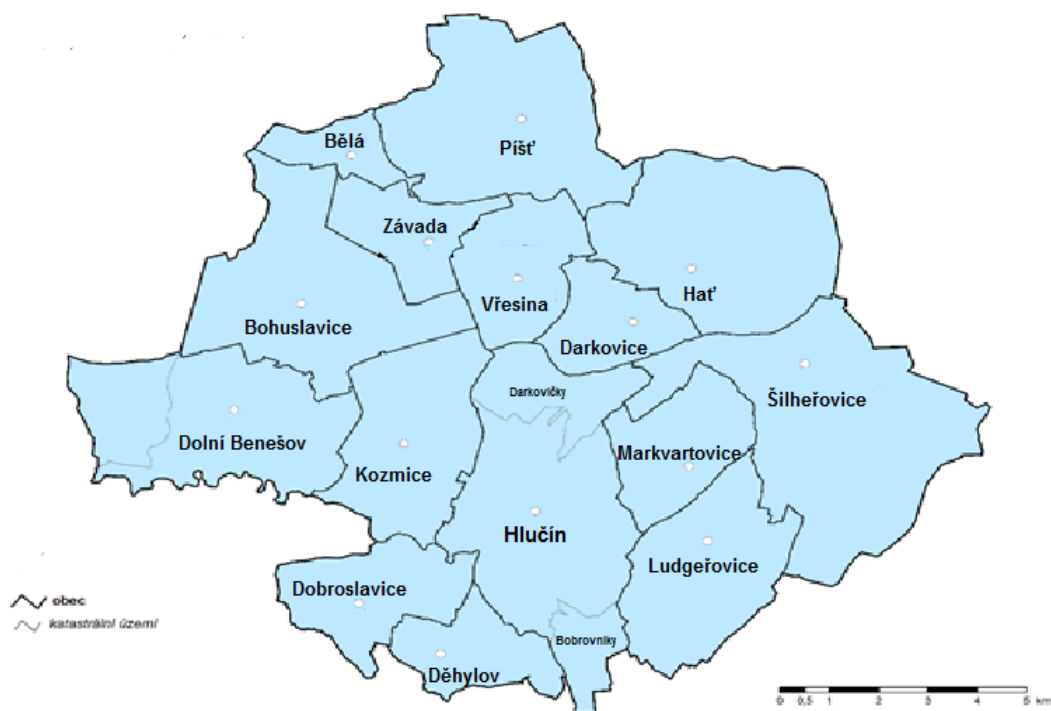 Bělá
Píšť
Závada
Hať
Vřesina
Bohuslavice
Darkovice
Darkovičky
Šilheřovice
Dolní Benešov
Markvartovice
Kozmice
Hlučín
Ludgeřovice
Dobroslavice
obec
katastrální území
Bobrovníky
Děhylov
0 0,5 1 2 3 4 5 km